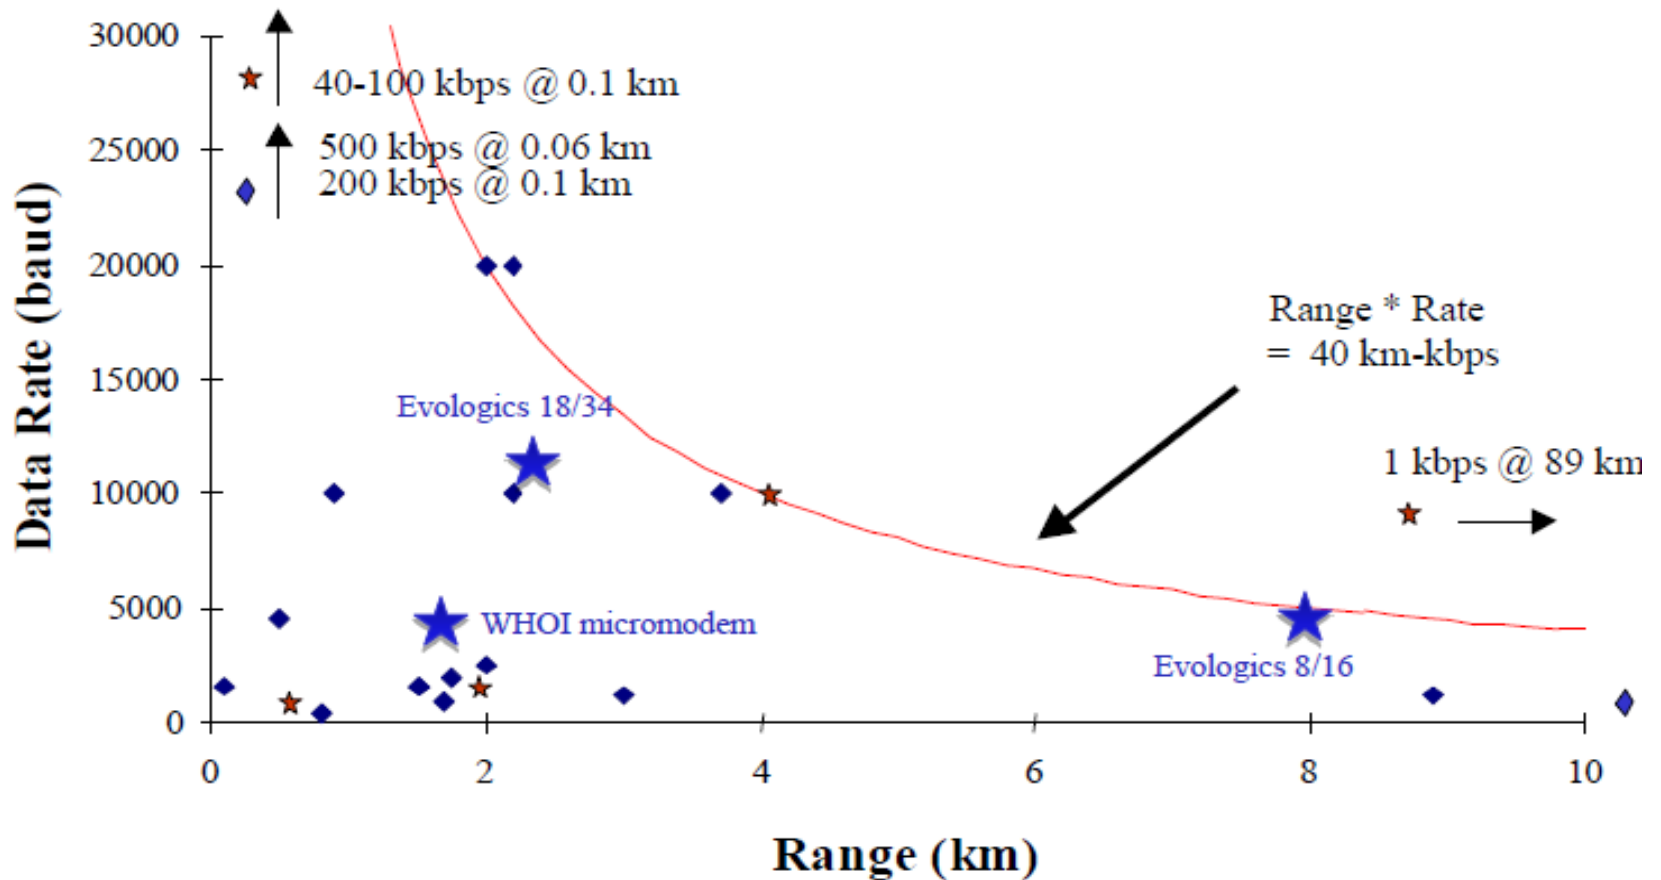 30000
40-100 kbps @ 0.1 km
25000
500 kbps @ 0.06 km
200 kbps @ 0.1 km
20000
Data Rate (baud)
Range * Rate
= 40 km-kbps
15000
Evologics 18/34
1 kbps @ 89 km
10000
5000
WHOI micromodem
Evologics 8/16
0
0 2 4 6 8 10
Range (km)